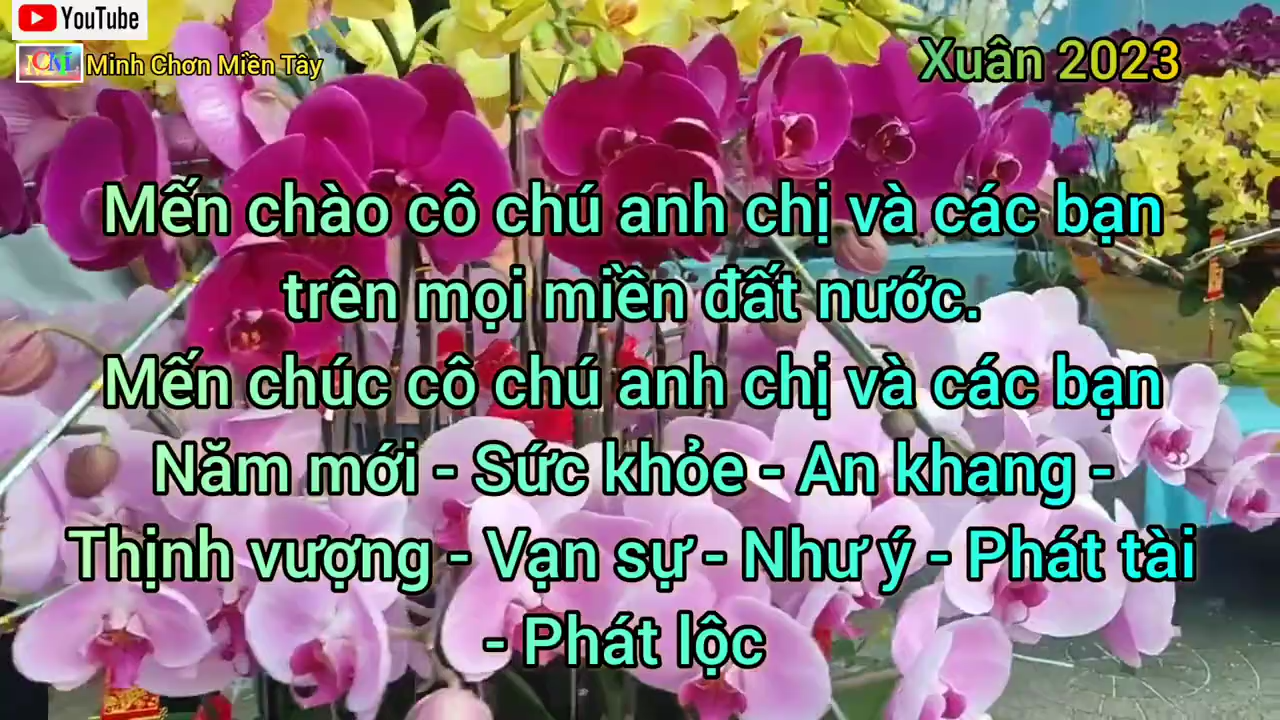 YouTube
Minh Chơn Miền Tây
Xuân 2023
Mến chào cô chú anh chị và các bạn
trên mọi miền đất nước.
Mến chúc cô chú anh chị và các bạn
Năm mới - Sức khỏe - An khang -
Thịnh vượng - Vạn sự - Như ý - Phát tài
- Phát lộc